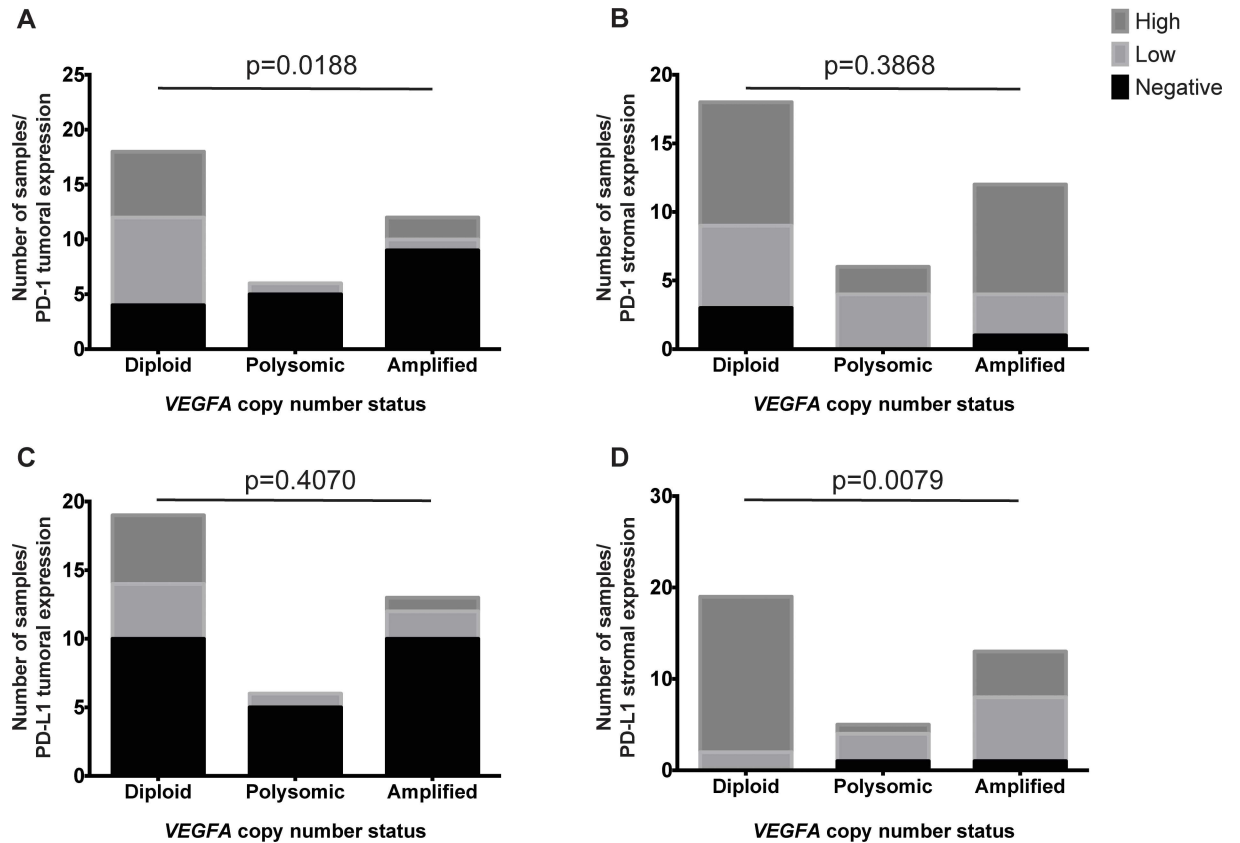 A
p=0.0188
Number of samples/
PD-1 tumoral expression
25
20
15
10
5
0
Diploid Polysomic Amplified
VEGFA copy number status
B
p=0.3868
Number of samples/
PD-1 stromal expression
20
15
10
5
0
Diploid Polysomic Amplified
VEGFA copy number status
High
Low
Negative
C
p=0.4070
Number of samples/
PD-L1 tumoral expression
20
15
10
5
0
Diploid Polysomic Amplified
VEGFA copy number status
D
p=0.0079
Number of samples/
PD-L1 stromal expression
30
20
10
0
Diploid Polysomic Amplified
VEGFA copy number status